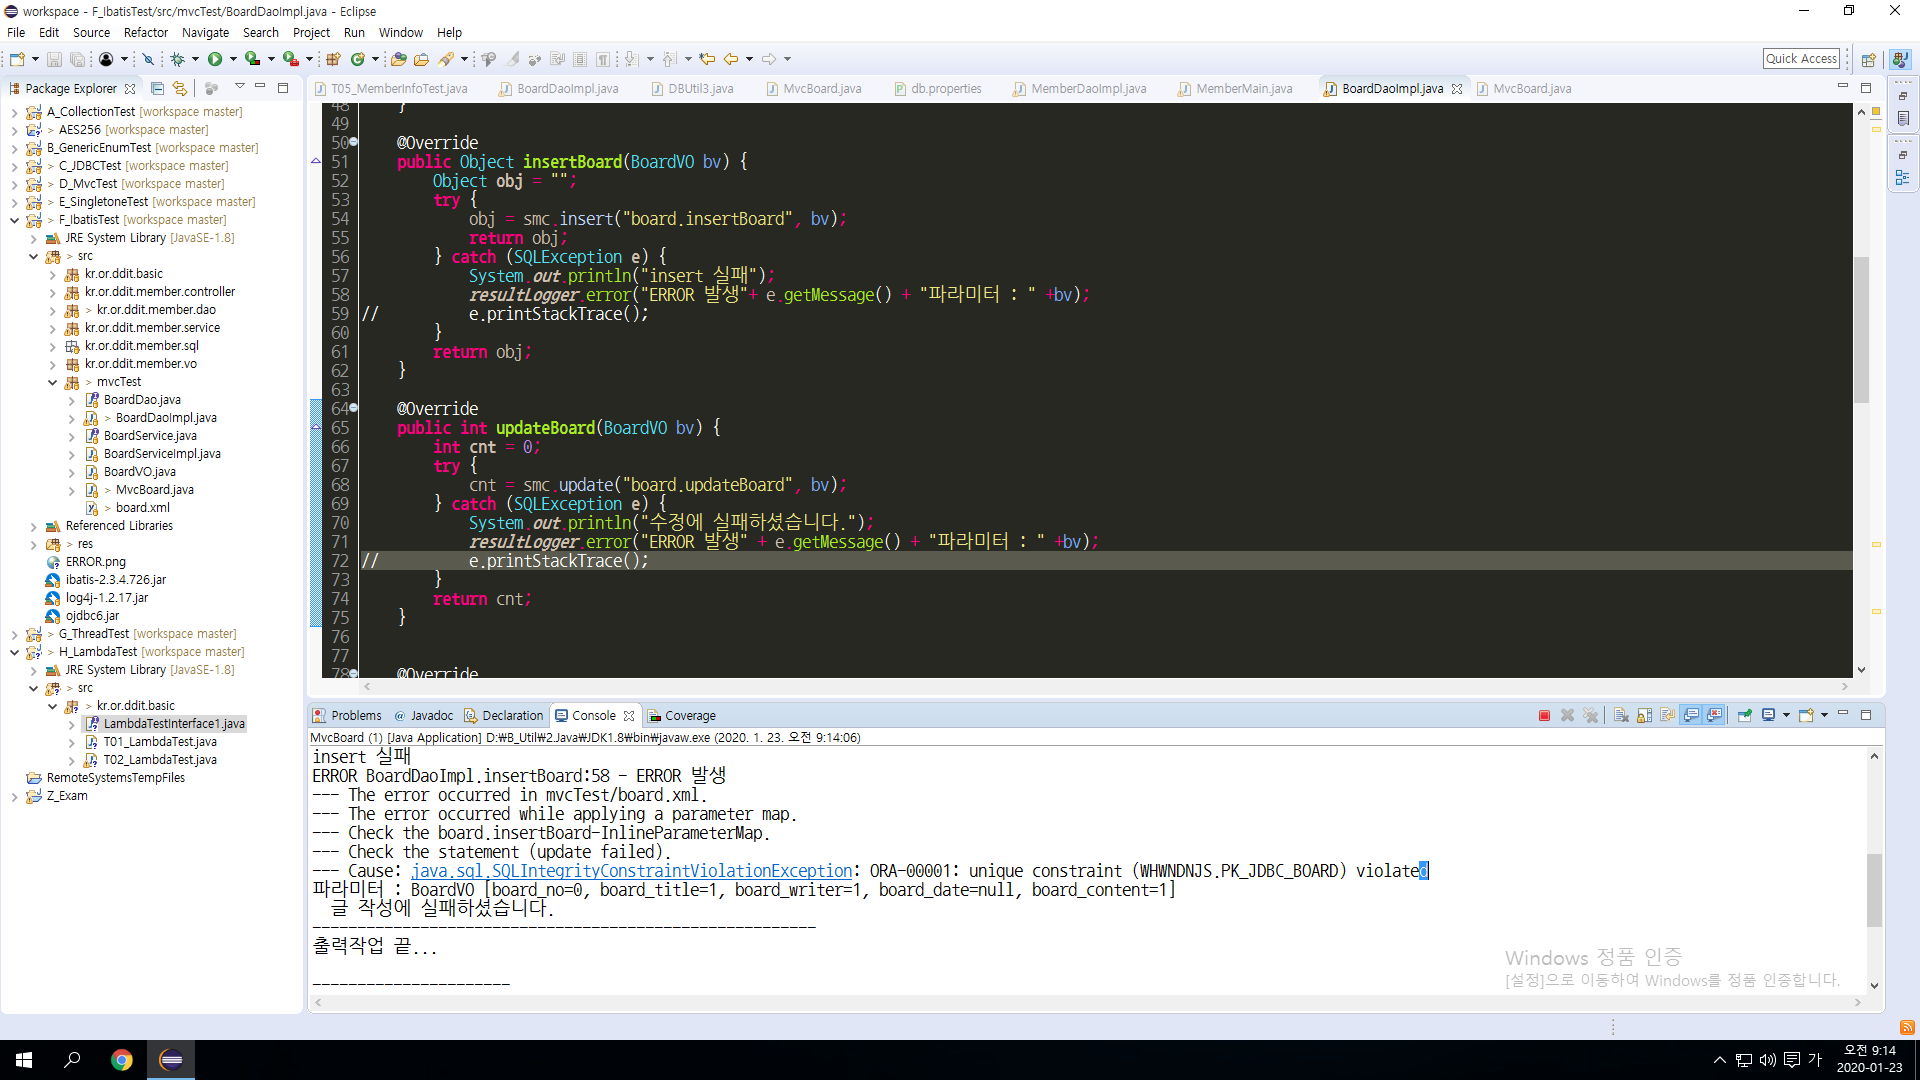 workspace - F_IbatisTest/src/mvcTest/BoardDaoImpl.java - Eclipse
File Edit Source Refactor Navigate Search Project Run Window Help
Quick Access
Package Explorer
T05_MemberInfoTest.java BoardDaoImpl.java DBUtil3.java MvcBoard.java db.properties MemberDaoImpl.java MemberMain.java BoardDaoImpl.java MvcBoard.java
A_CollectionTest [workspace master]
> AES256 [workspace master]
B_GenericEnumTest [workspace master]
> C_JDBCTest [workspace master]
> D_MvcTest [workspace master]
> E_SingletoneTest [workspace master]
> F_IbatisTest [workspace master]
JRE System Library [JavaSE-1.8]
> src
kr.or.ddit.basic
kr.or.ddit.member.controller
> kr.or.ddit.member.dao
kr.or.ddit.member.service
kr.or.ddit.member.sql
kr.or.ddit.member.vo
> mvcTest
BoardDao.java
> BoardDaoImpl.java
BoardService.java
BoardServiceImpl.java
BoardVO.java
> MvcBoard.java
> board.xml
Referenced Libraries
> res
ERROR.png
ibatis-2.3.4.726.jar
log4j-1.2.17.jar
ojdbc6.jar
> G_ThreadTest [workspace master]
> H_LambdaTest [workspace master]
JRE System Library [JavaSE-1.8]
> src
> kr.or.ddit.basic
LambdaTestInterface1.java
T01_LambdaTest.java
T02_LambdaTest.java
RemoteSystemsTempFiles
Z_Exam
48 }
49
50 @Override
51 public Object insertBoard(BoardVO bv) {
52 Object obj = "";
53 try {
54 obj = smc.insert("board.insertBoard", bv);
55 return obj;
56 } catch (SQLException e) {
57 System.out.println("insert 실패");
58 resultLogger.error("ERROR 발생"+ e.getMessage() + "파라미터 : " +bv);
59 // e.printStackTrace();
60 }
61 return obj;
62 }
63
64 @Override
65 public int updateBoard(BoardVO bv) {
66 int cnt = 0;
67 try {
68 cnt = smc.update("board.updateBoard", bv);
69 } catch (SQLException e) {
70 System.out.println("수정에 실패하셨습니다.");
71 resultLogger.error("ERROR 발생" + e.getMessage() + "파라미터 : " +bv);
72 // e.printStackTrace();
73 }
74 return cnt;
75 }
76
77
78 @Override
Problems @ Javadoc Declaration Console Coverage
MvcBoard (1) [Java Application] D:₩B_Util₩2.Java₩JDK1.8₩bin₩javaw.exe (2020. 1. 23. 오전 9:14:06)
insert 실패
ERROR BoardDaoImpl.insertBoard:58 - ERROR 발생
--- The error occurred in mvcTest/board.xml.
--- The error occurred while applying a parameter map.
--- Check the board.insertBoard-InlineParameterMap.
--- Check the statement (update failed).
--- Cause: java.sql.SQLIntegrityConstraintViolationException: ORA-00001: unique constraint (WHWNDNJS.PK_JDBC_BOARD) violated
파라미터 : BoardVO [board_no=0, board_title=1, board_writer=1, board_date=null, board_content=1]
글 작성에 실패하셨습니다.
--------------------------------------------------------
출력작업 끝...
----------------------
Windows 정품 인증
[설정]으로 이동하여 Windows를 정품 인증합니다.
가
오전 9:14
2020-01-23